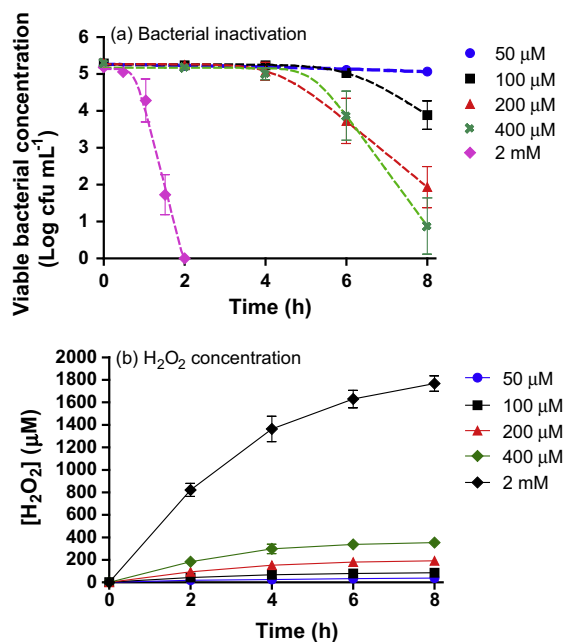 (a) Bacterial inactivation
Viable bacterial concentration
(Log cfu mL⁻¹)
6
5
4
3
2
1
0
0
2
4
6
8
Time (h)
50 μM
100 μM
200 μM
400 μM
2 mM
(b) H₂O₂ concentration
[H₂O₂] (μM)
2000
1800
1600
1400
1200
1000
800
600
400
200
0
0
2
4
6
8
Time (h)
50 μM
100 μM
200 μM
400 μM
2 mM